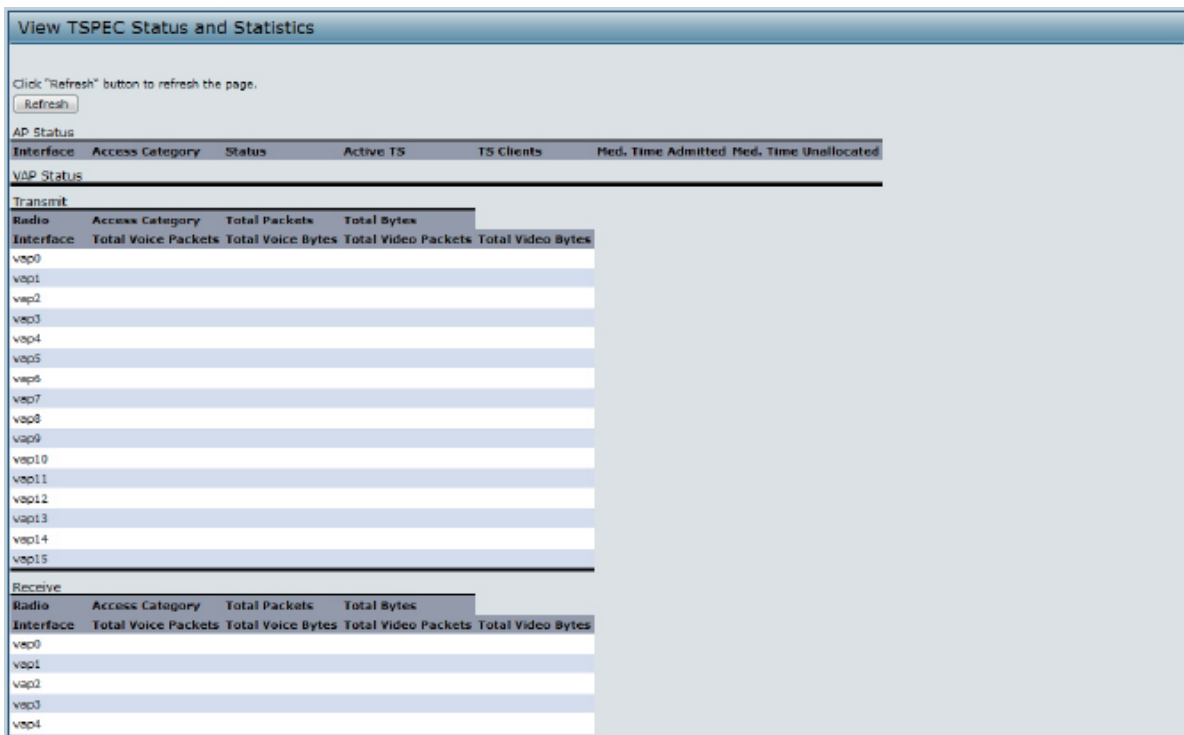 View TSPEC Status and Statistics
Click "Refresh" button to refresh the page.
Refresh
AP Status
Interface Access Category Status Active TS TS Clients Med. Time Admitted Med. Time Unallocated
VAP Status
Transmit
Radio Access Category Total Packets Total Bytes
Interface Total Voice Packets Total Voice Bytes Total Video Packets Total Video Bytes
vap0
vap1
vap2
vap3
vap4
vap5
vap6
vap7
vap8
vap9
vap10
vap11
vap12
vap13
vap14
vap15
Receive
Radio Access Category Total Packets Total Bytes
Interface Total Voice Packets Total Voice Bytes Total Video Packets Total Video Bytes
vap0
vap1
vap2
vap3
vap4